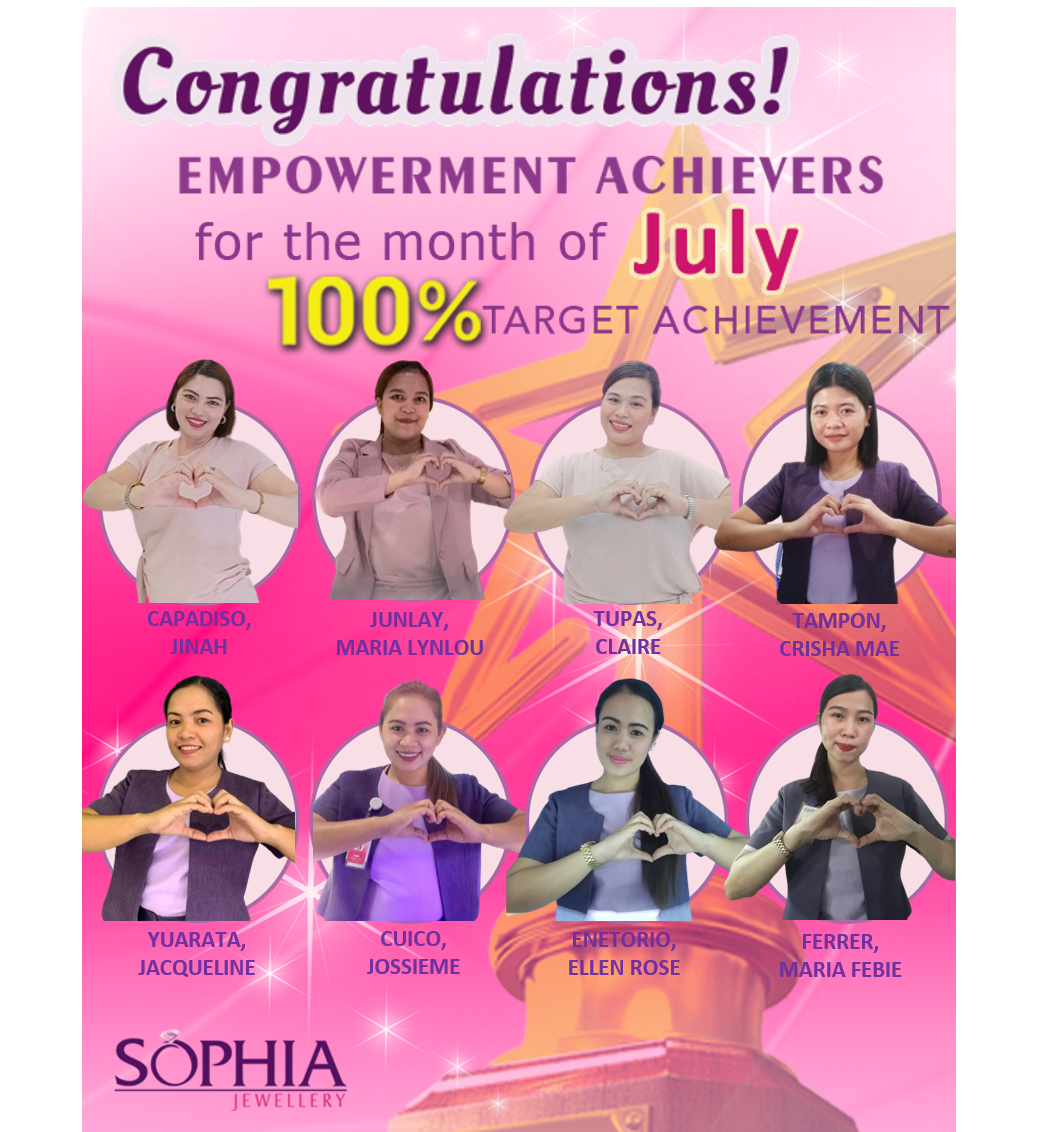 Congratulations!
EMPOWERMENT ACHIEVERS
for the month of July
100% TARGET ACHIEVEMENT
CAPADISO,
JINAH
JUNLAY,
MARIA LYNLOU
TUPAS,
CLAIRE
TAMPON,
CRISHA MAE
YUARATA,
JACQUELINE
CUICO,
JOSSIEME
ENETORIO,
ELLEN ROSE
FERRER,
MARIA FEBIE
SOPHIA
JEWELLERY